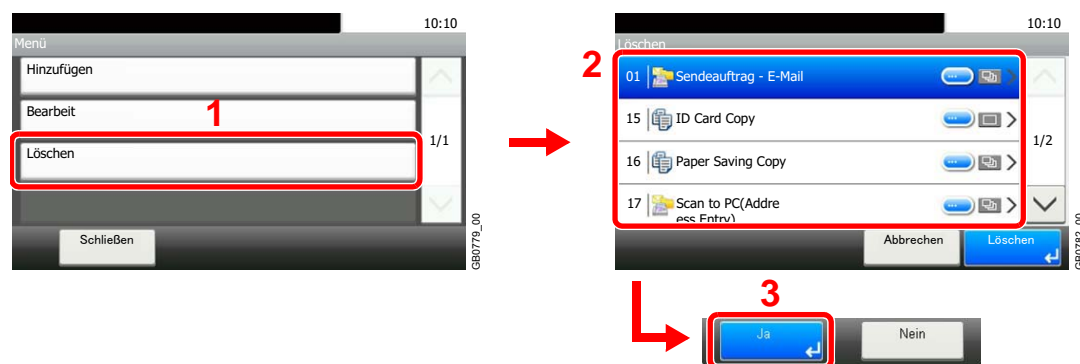 10:10
Menü
Hinzufügen
Bearbeit
1
Löschen
1/1
Schließen
GB0779_00
10:10
Löschen
2
01 Sendeauftrag - E-Mail
15 ID Card Copy
16 Paper Saving Copy
17 Scan to PC(Addre
ess Entry)
1/2
Abbrechen
Löschen
GB0782_00
3
Ja
Nein